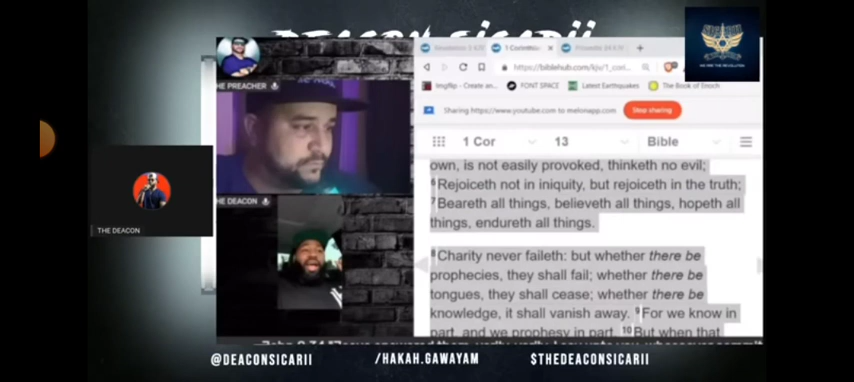 DEACON SICARII
THE PREACHER
THE DEACON
THE DEACON
1 Corinthia
https://biblehub.com/kjv/1_cori...
Imgflip - Create an...
FONT SPACE
Latest Earthquakes
The Book of Enoch
Sharing https://www.youtube.com to melonapp.com
Stop sharing
1 Cor
13
Bible
own, is not easily provoked, thinketh no evil;
6 Rejoiceth not in iniquity, but rejoiceth in the truth;
7 Beareth all things, believeth all things, hopeth all
things, endureth all things.
8 Charity never faileth: but whether there be
prophecies, they shall fail; whether there be
tongues, they shall cease; whether there be
knowledge, it shall vanish away. 9 For we know in
part, and we prophesy in part. 10 But when that
@DEACONSICARII
/HAKAH.GAWAYAM
$THEDEACONSICARII